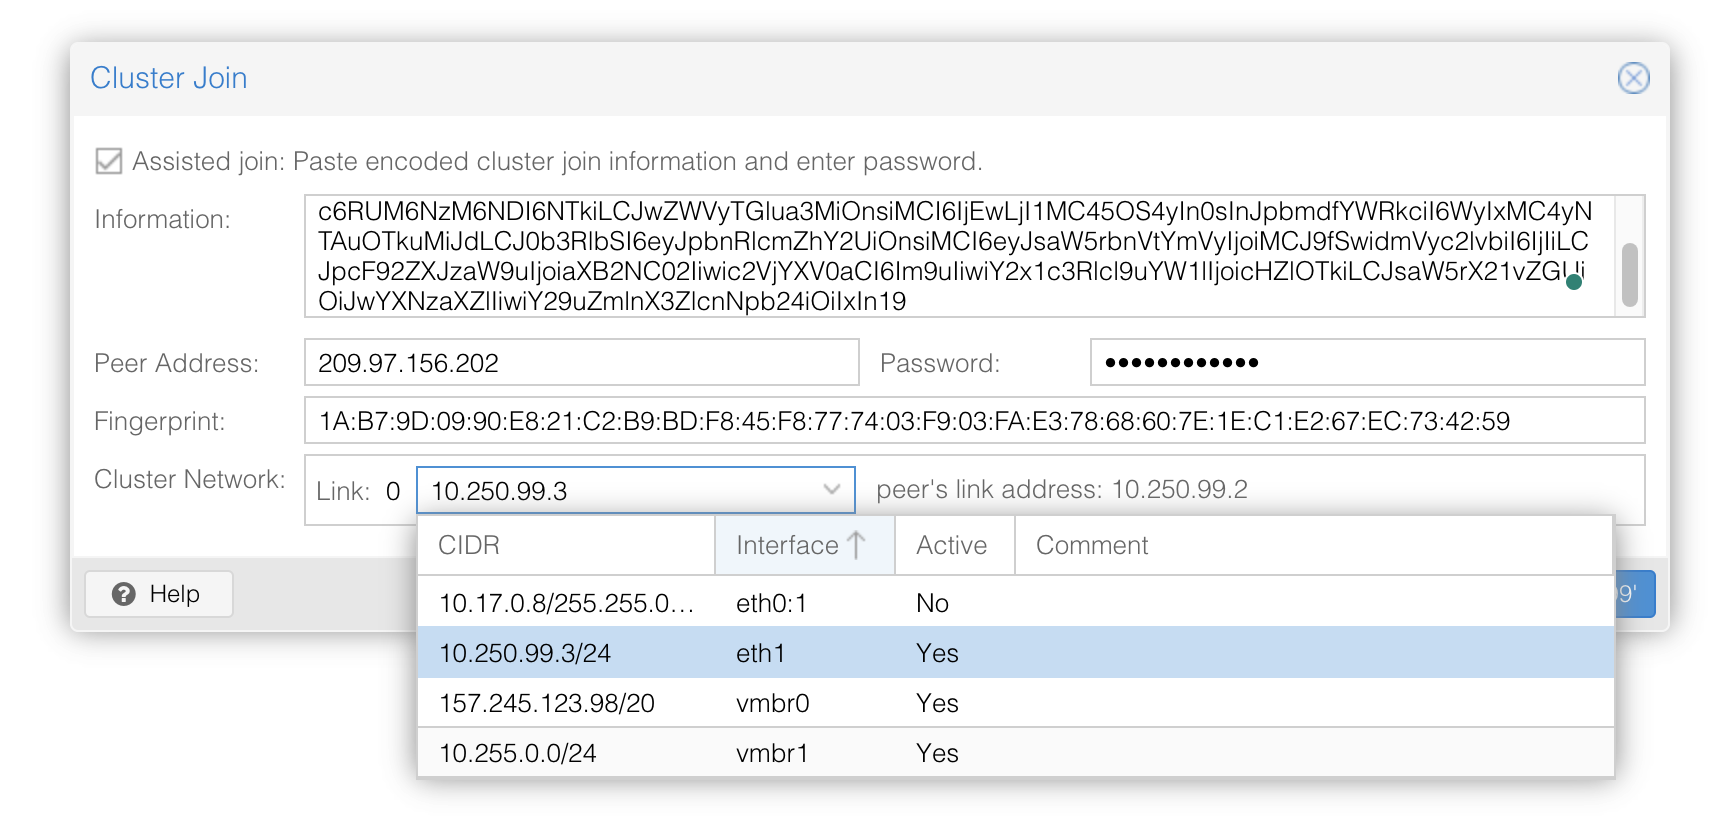 Cluster Join
Assisted join: Paste encoded cluster join information and enter password.
Information:
c6RUM6NzM6NDI6NTkiLCJwZWVyTGlua3MiOnsiMCI6IjEwLjI1MC45OS4yIn0sInJpbmdfYWRkciI6WyIxMC4yN
TAuOTkuMiJdLCJ0b3RlbSI6eyJpbnRlcmZhY2UiOnsiMCI6eyJsaW5rbnVtYmVyIjoiMCJ9fSwidmVyc2lvbiI6IjIiLC
JpcF92ZXJzaW9uIjoiaXB2NC02Iiwic2VjYXV0aCI6Im9uIiwiY2x1c3Rlcl9uYW1lIjoicHZlOTkiLCJsaW5rX21vZGUi
OiJwYXNzaXZlIiwiY29uZmlnX3ZlcnNpb24iOiIxIn19
Peer Address: 209.97.156.202 Password: ••••••••••••
Fingerprint: 1A:B7:9D:09:90:E8:21:C2:B9:BD:F8:45:F8:77:74:03:F9:03:FA:E3:78:68:60:7E:1E:C1:E2:67:EC:73:42:59
Cluster Network: Link: 0 10.250.99.3 peer's link address: 10.250.99.2
CIDR Interface Active Comment
Help 9'
10.17.0.8/255.255.0... eth0:1 No
10.250.99.3/24 eth1 Yes
157.245.123.98/20 vmbr0 Yes
10.255.0.0/24 vmbr1 Yes